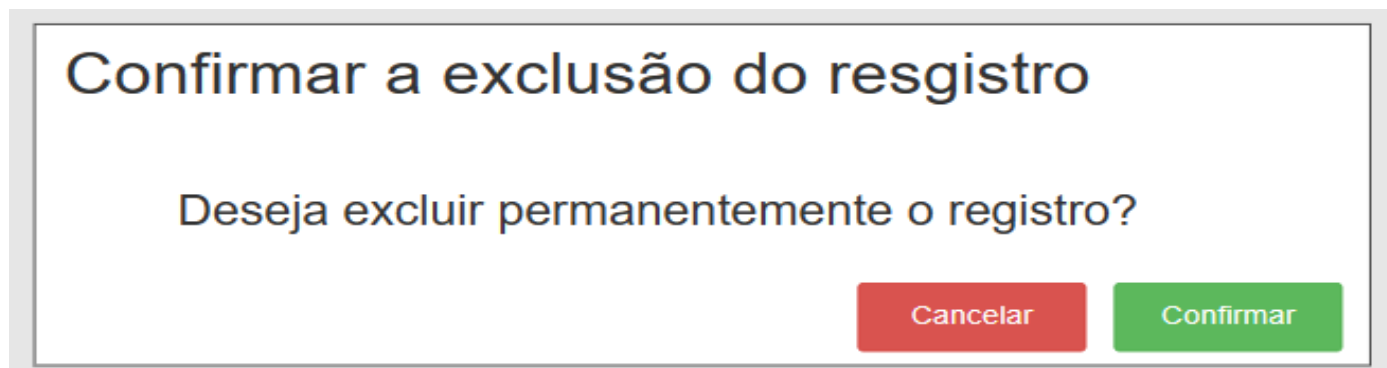 Confirmar a exclusão do resgistro
Deseja excluir permanentemente o registro?
Cancelar Confirmar